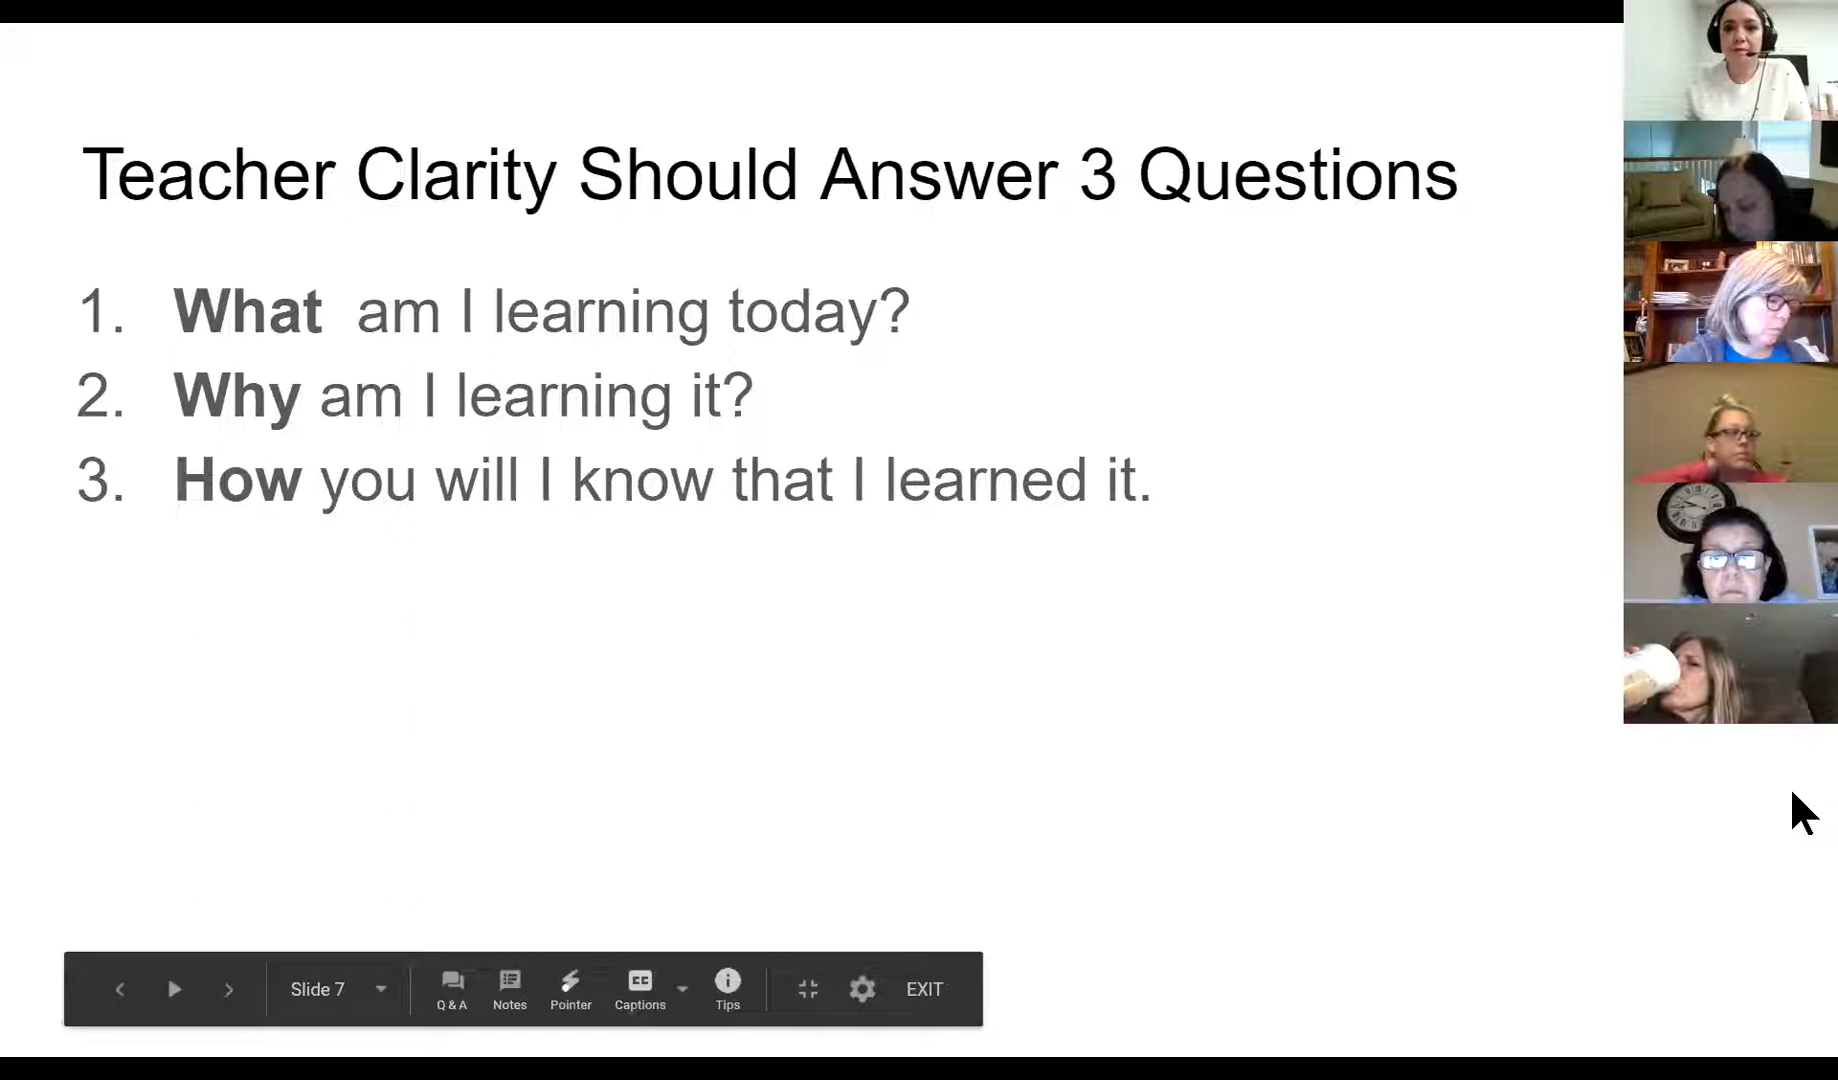 Teacher Clarity Should Answer 3 Questions
1. What am I learning today?
2. Why am I learning it?
3. How you will I know that I learned it.
Slide 7
Q & A
Notes
Pointer
CC
Captions
Tips
EXIT